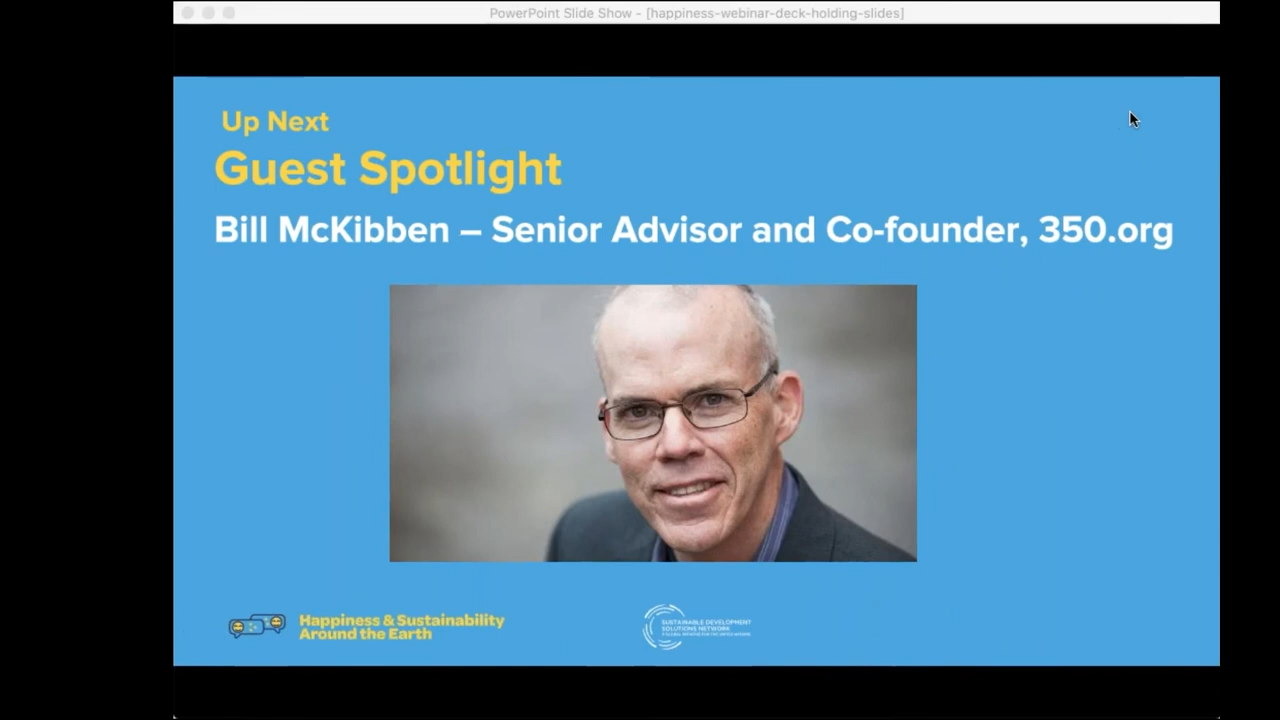 PowerPoint Slide Show - [happiness-webinar-deck-holding-slides]
Up Next
Guest Spotlight
Bill McKibben – Senior Advisor and Co-founder, 350.org
Happiness & Sustainability
Around the Earth
SUSTAINABLE DEVELOPMENT
SOLUTIONS NETWORK